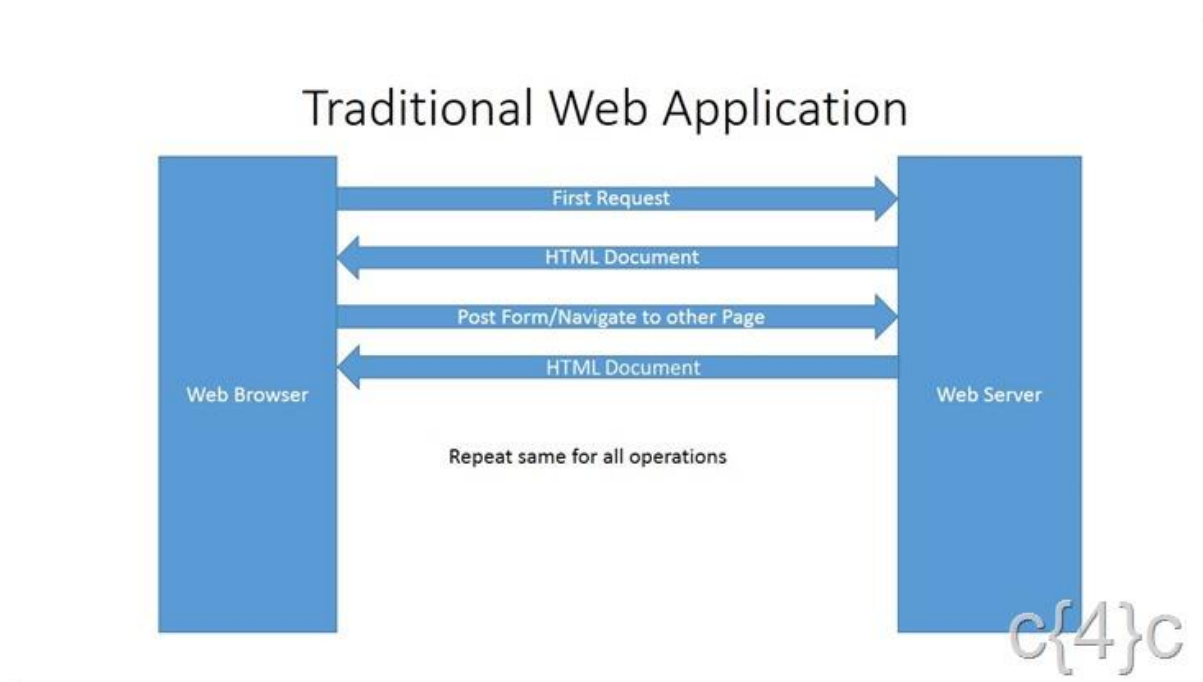 Traditional Web Application
First Request
HTML Document
Post Form/Navigate to other Page
HTML Document
Web Browser
Web Server
Repeat same for all operations
c{4}c